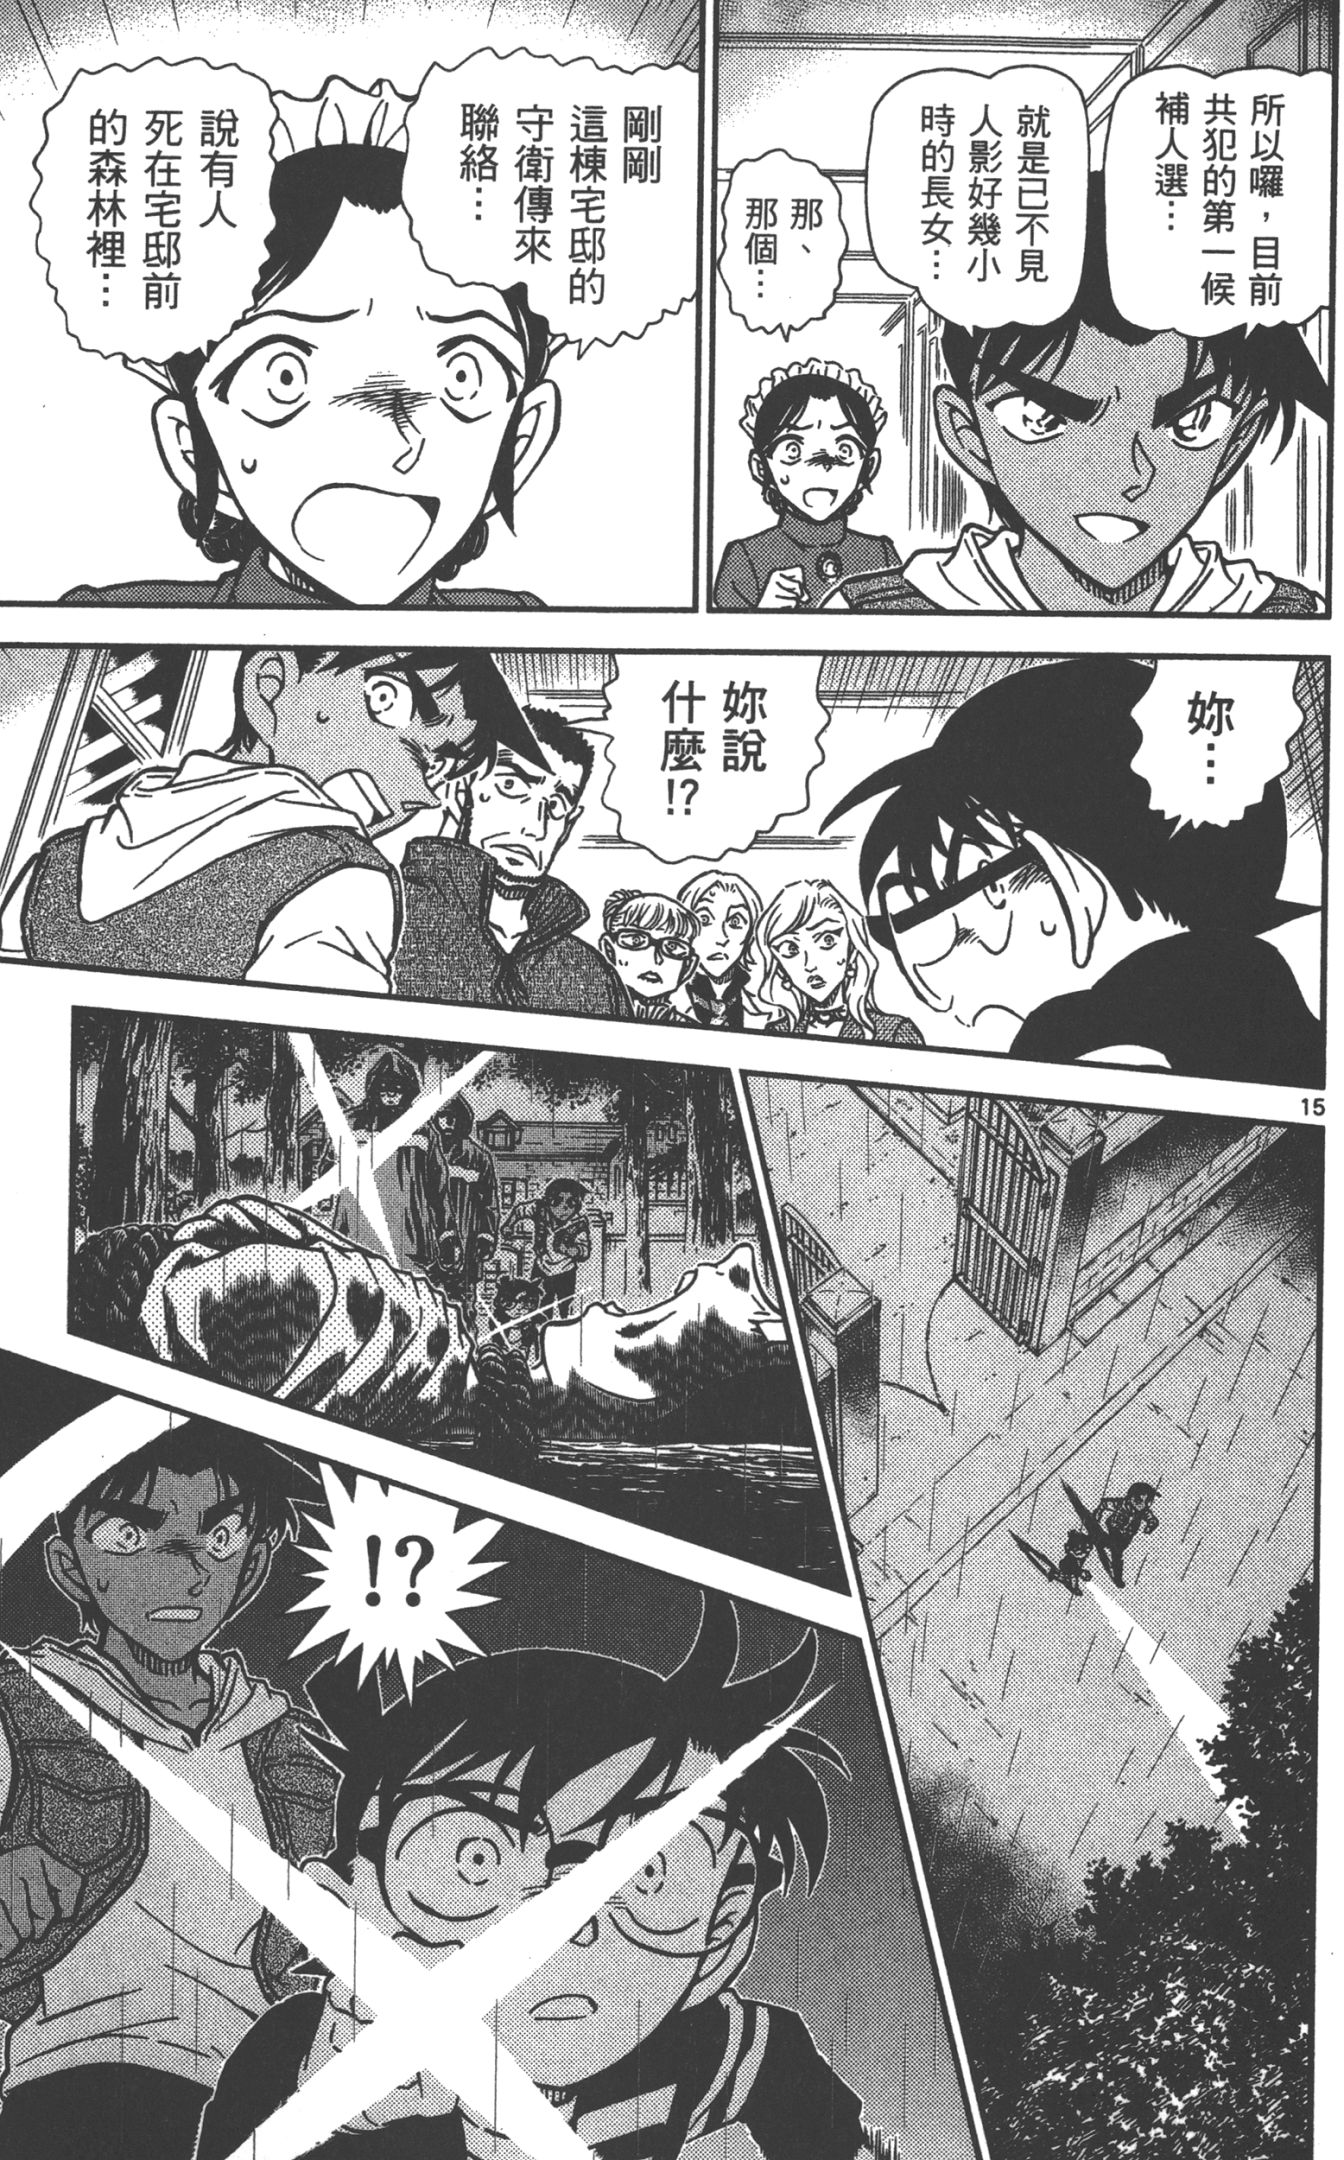 所以囉，目前
共犯的第一候
補人選…
就是已不見
人影好幾小
時的長女…
那、
那個…
剛剛
這棟宅邸的
守衛傳來
聯絡…
說有人
死在宅邸前
的森林裡…
妳…
妳說
什麼!?
15
!?